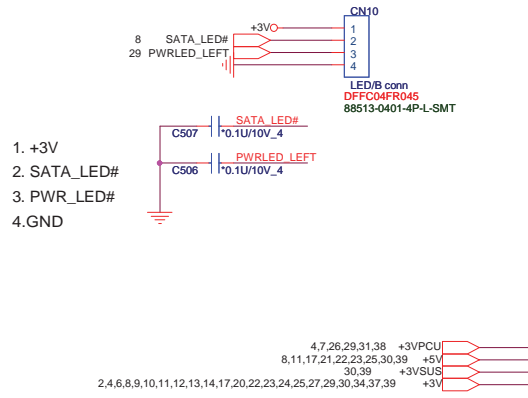 CN10
+3V
1
8 SATA_LED#
2
29 PWRLED_LEFT
3
4
LED/B conn
DFFC04FR045
88513-0401-4P-L-SMT
SATA_LED#
C507 *0.1U/10V_4
PWRLED_LEFT
C506 *0.1U/10V_4
1. +3V
2. SATA_LED#
3. PWR_LED#
4.GND
4,7,26,29,31,38 +3VPCU
8,11,17,21,22,23,25,30,39 +5V
30,39 +3VSUS
2,4,6,8,9,10,11,12,13,14,17,20,22,23,24,25,27,29,30,34,37,39 +3V